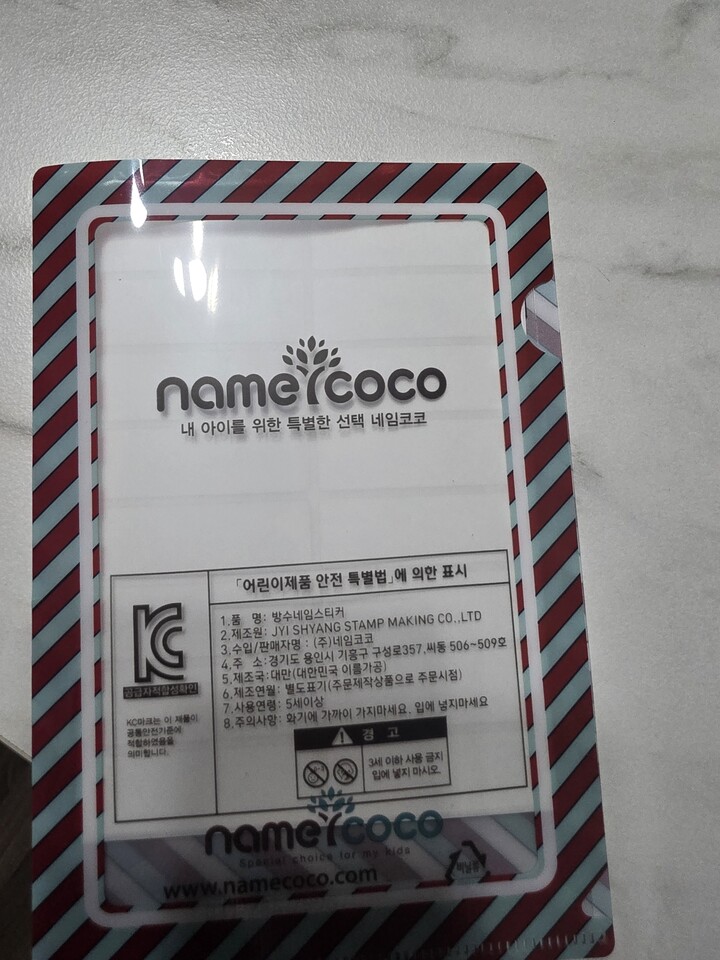 namecoco
내 아이를 위한 특별한 선택 네임코코
「어린이제품 안전 특별법」에 의한 표시
KC
공급자적합성확인
KC마크는 이 제품이
공통안전기준에
적합하였음을
의미합니다.
1.품 명: 방수네임스티커
2.제조원: JYI SHYANG STAMP MAKING CO.,LTD
3.수입/판매자명 : (주)네임코코
4.주 소:경기도 용인시 기흥구 구성로357,씨동 506~509호
5.제조국:대만(대한민국 이를가공)
6.제조연월: 별도표기(주문제작상품으로 주문시점)
7.사용연령: 5세이상
8.주의사항: 화기에 가까이 가지마세요. 입에 넣지마세요
경 고
3세 이하 사용 금지
입에 넣지 마시오.
namecoco
Special choice for my kids
www.namecoco.com
비닐류